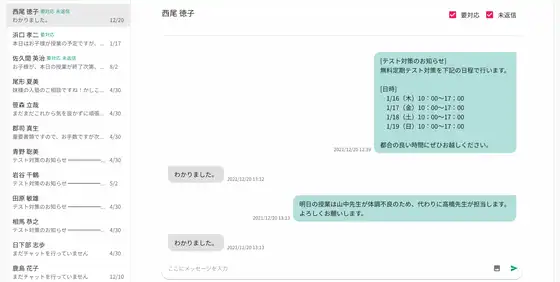 西尾 徳子 要対応 未返信
わかりました。 12/20
浜口 孝二 要対応
本日はお子様が授業の予定ですが、… 1/17
佐久間 英治 要対応 未返信
お子様が、本日の授業が終了次第、… 8/2
尾形 夏美
妹様の入塾のご相談ですね！かしこ…
笹森 立哉
まだまだこれから気を抜かずに頑張… 4/30
郡司 真生
重要書類ですので、お手数ですが次… 4/30
青野 聡美
テスト対策のお知らせ 4/30
岩谷 千鶴
テスト対策のお知らせ 5/2
田原 敏雄
テスト対策のお知らせ 4/30
相馬 恭之
テスト対策のお知らせ 4/30
日下部 志歩
まだチャットを行っていません 4/30
鹿島 花子
まだチャットを行っていません 12/10
西尾 徳子
要対応 未返信
[テスト対策のお知らせ]
無料定期テスト対策を下記の日程で行います。
[日時]
1/16（木）10：00～17：00
1/17（金）10：00～17：00
1/18（土）10：00～17：00
1/19（日）10：00～17：00
都合の良い時間にぜひお越しください。
2021/12/20 12:39
わかりました。
2021/12/20 13:12
明日の授業は山中先生が体調不良のため、代わりに高橋先生が担当します。
よろしくお願いします。
2021/12/20 13:13
わかりました。
2021/12/20 13:13
ここにメッセージを入力